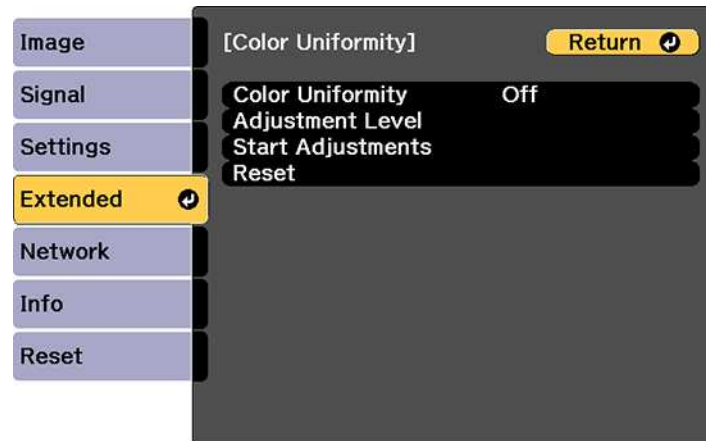 Image
Signal
Settings
Extended
Network
Info
Reset
[Color Uniformity]
Return
Color Uniformity Off
Adjustment Level
Start Adjustments
Reset